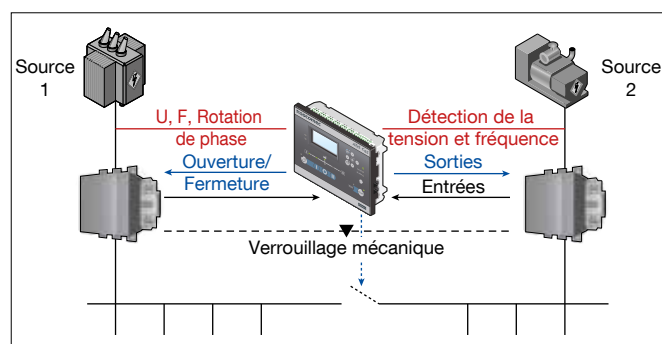 Source
1
Source
2
U, F, Rotation
de phase
Détection de la
tension et fréquence
Ouverture/
Fermeture
Sorties
Entrées
Verrouillage mécanique